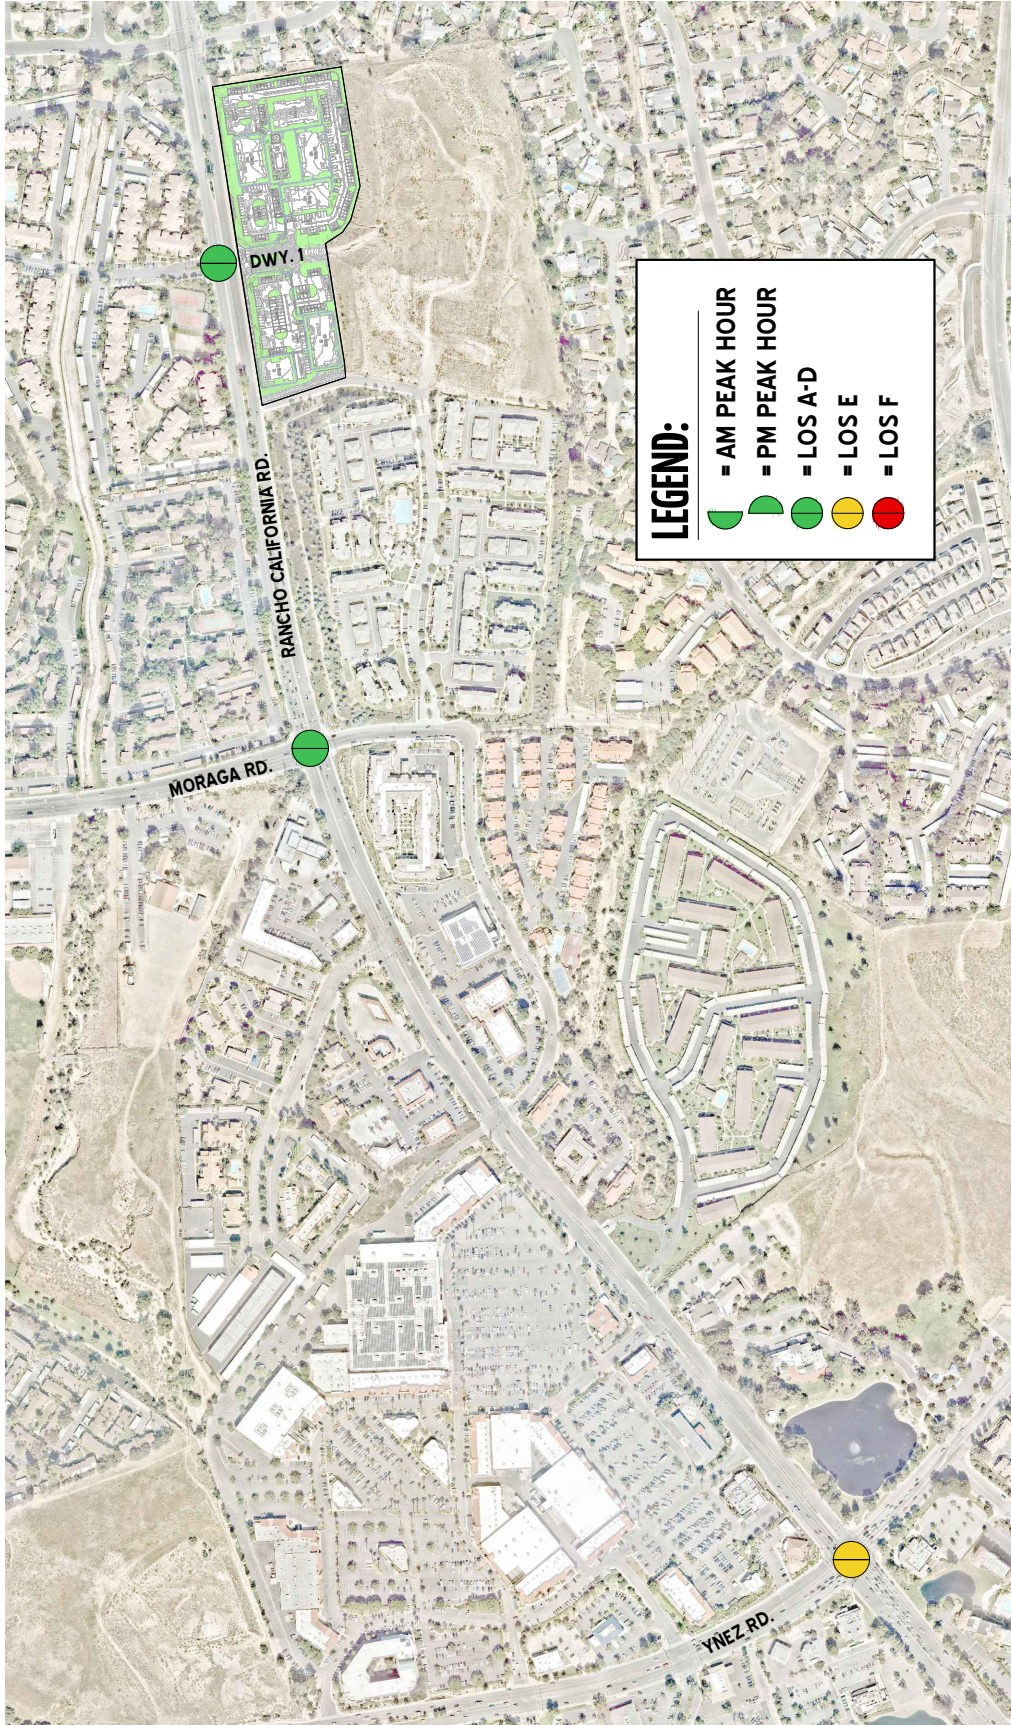 DWY. 1
RANCHO CALIFORNIA RD.
MORAGA RD.
YNEZ RD.
LEGEND:
= AM PEAK HOUR
= PM PEAK HOUR
= LOS A-D
= LOS E
= LOS F